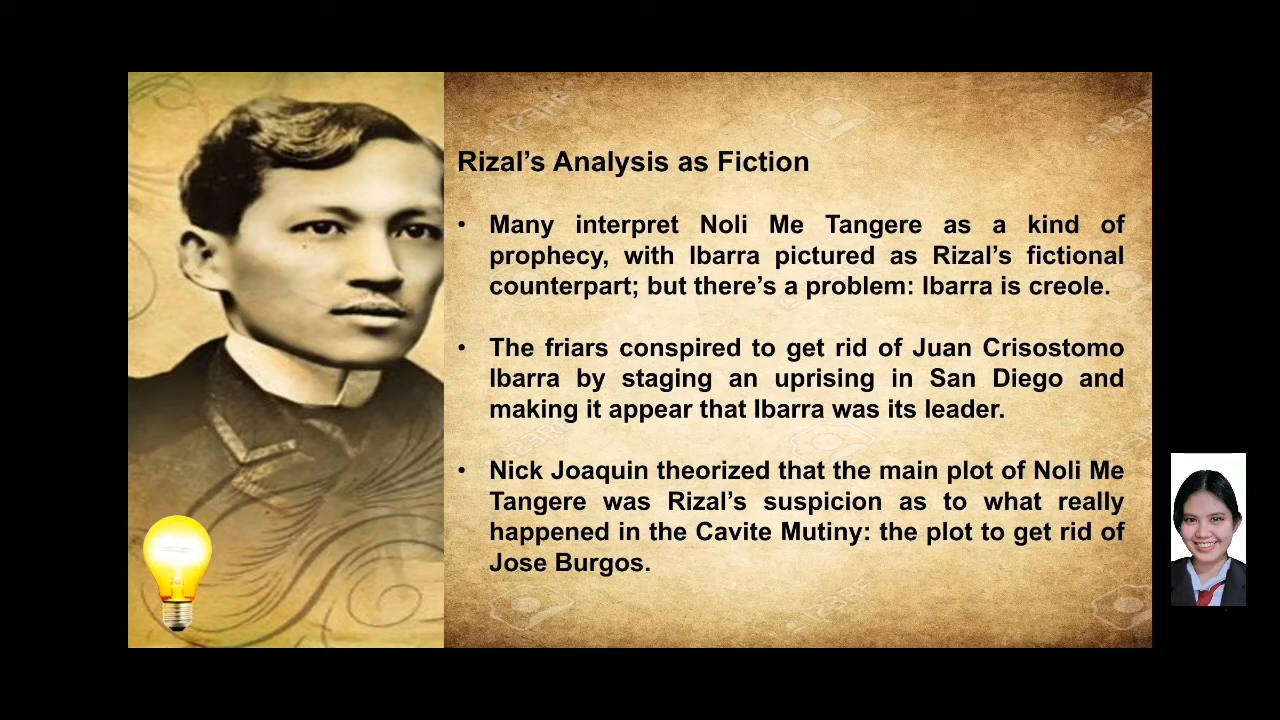 Rizal's Analysis as Fiction
• Many interpret Noli Me Tangere as a kind of
prophecy, with Ibarra pictured as Rizal's fictional
counterpart; but there's a problem: Ibarra is creole.
• The friars conspired to get rid of Juan Crisostomo
Ibarra by staging an uprising in San Diego and
making it appear that Ibarra was its leader.
• Nick Joaquin theorized that the main plot of Noli Me
Tangere was Rizal's suspicion as to what really
happened in the Cavite Mutiny: the plot to get rid of
Jose Burgos.